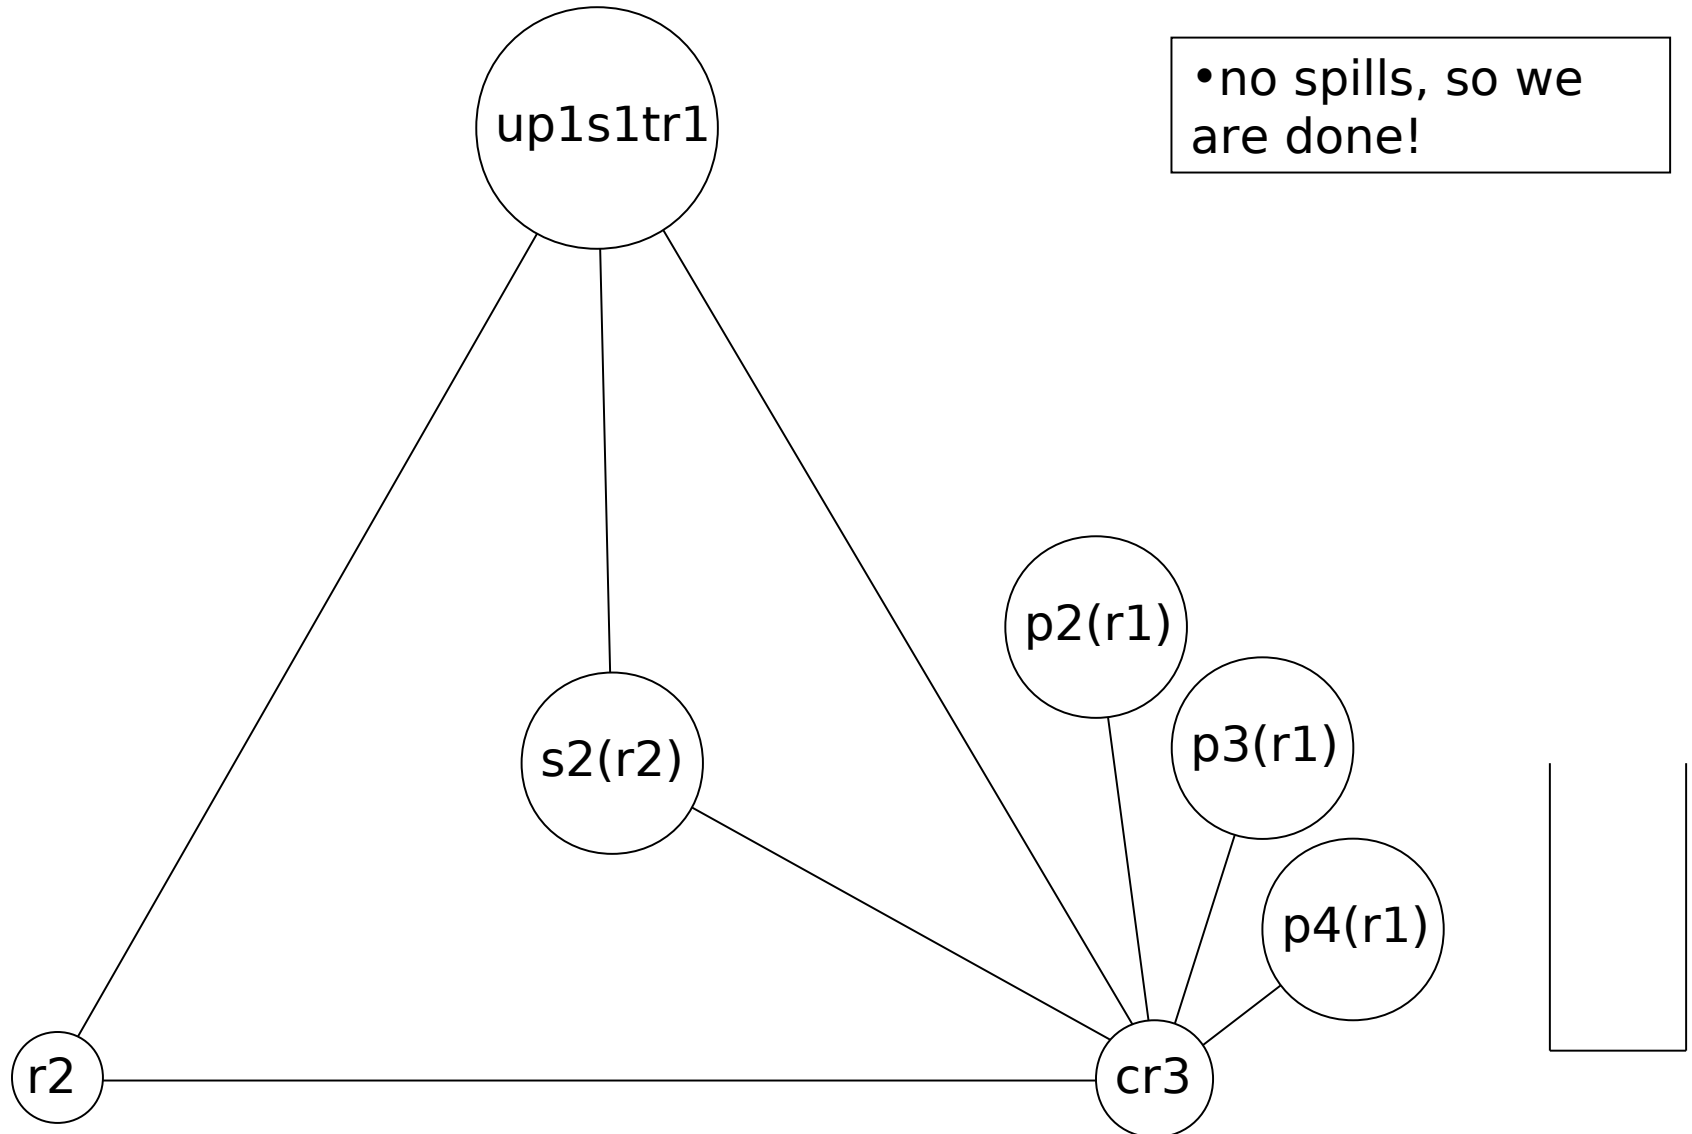 up1s1tr1
•no spills, so we
are done!
p2(r1)
p3(r1)
s2(r2)
p4(r1)
r2
cr3